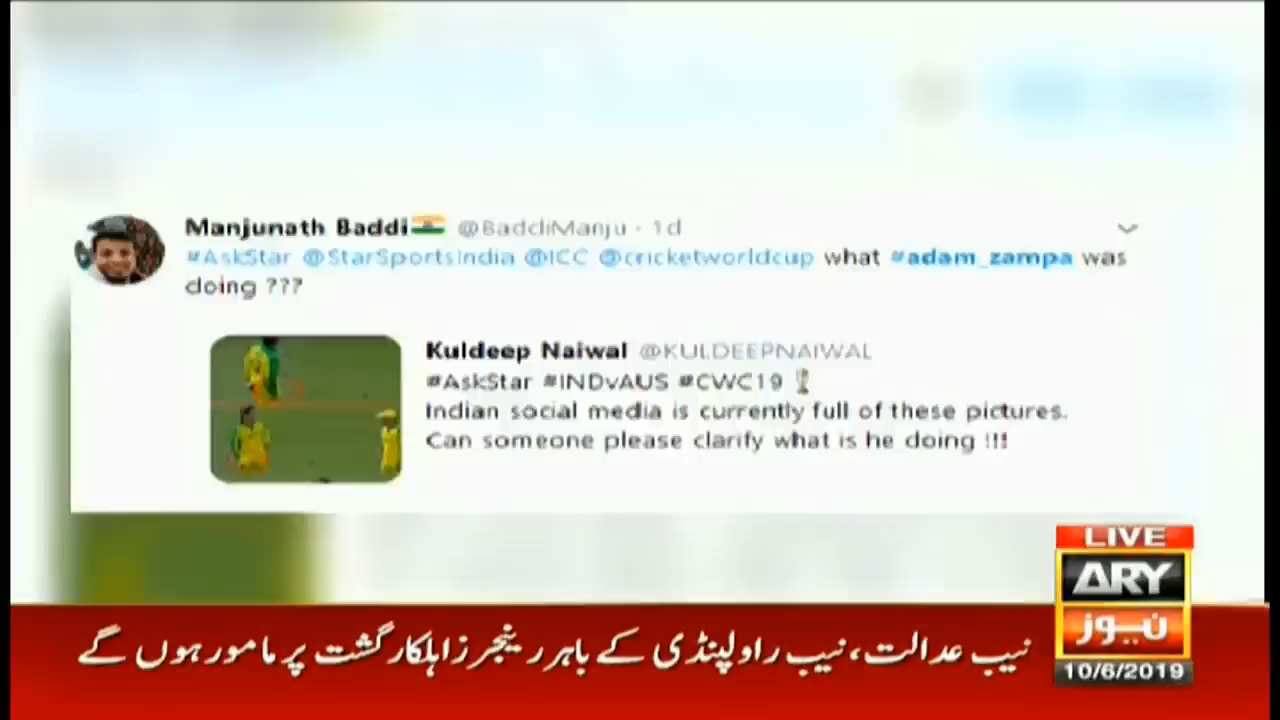 Manjunath Baddi @BaddiManju · 1d
#AskStar @StarSportsIndia @ICC @cricketworldcup what #adam_zampa was
doing ???
Kuldeep Naiwal @KULDEEPNAIWAL
#AskStar #INDvAUS #CWC19
Indian social media is currently full of these pictures.
Can someone please clarify what is he doing !!!
LIVE
ARY
نیوز
10/6/2019
نیب عدالت، نیب راولپنڈی کے باہر رینجرز اہلکار گشت پر مامور ہوں گے